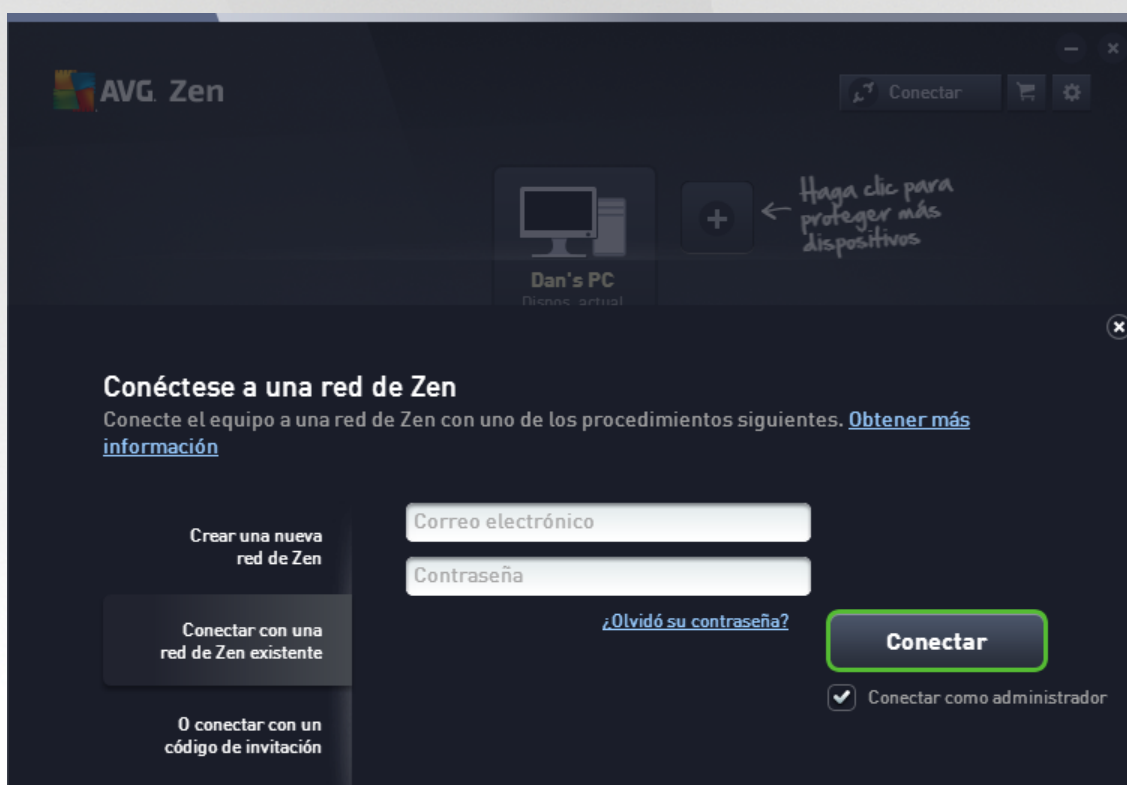 AVG. Zen
Conectar
Haga clic para
proteger más
dispositivos
Dan's PC
Dispos. actual
Conéctese a una red de Zen
Conecte el equipo a una red de Zen con uno de los procedimientos siguientes. Obtener más
información
Crear una nueva
red de Zen
Conectar con una
red de Zen existente
O conectar con un
código de invitación
Correo electrónico
Contraseña
¿Olvidó su contraseña?
Conectar
Conectar como administrador